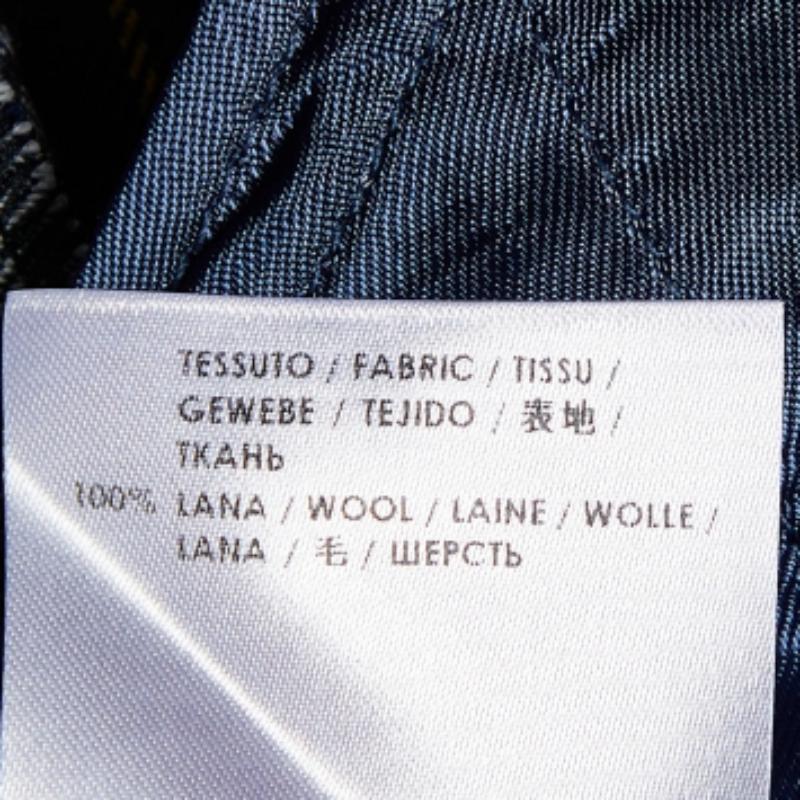 TESSUTO / FABRIC / TISSU /
GEWEBE / TEJIDO / 表地 /
ТКАНЬ
100% LANA / WOOL / LAINE / WOLLE /
LANA / 毛 / ШЕРСТЬ